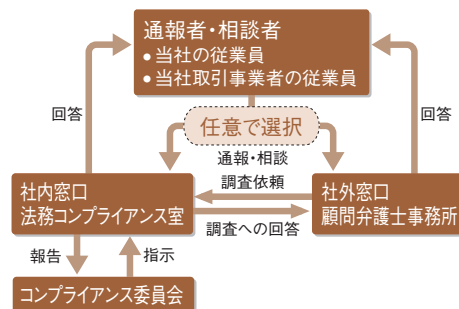 通報者・相談者
●当社の従業員
●当社取引事業者の従業員
任意で選択
回答
回答
通報・相談
社内窓口
法務コンプライアンス室
調査依頼
調査への回答
社外窓口
顧問弁護士事務所
報告
指示
コンプライアンス委員会